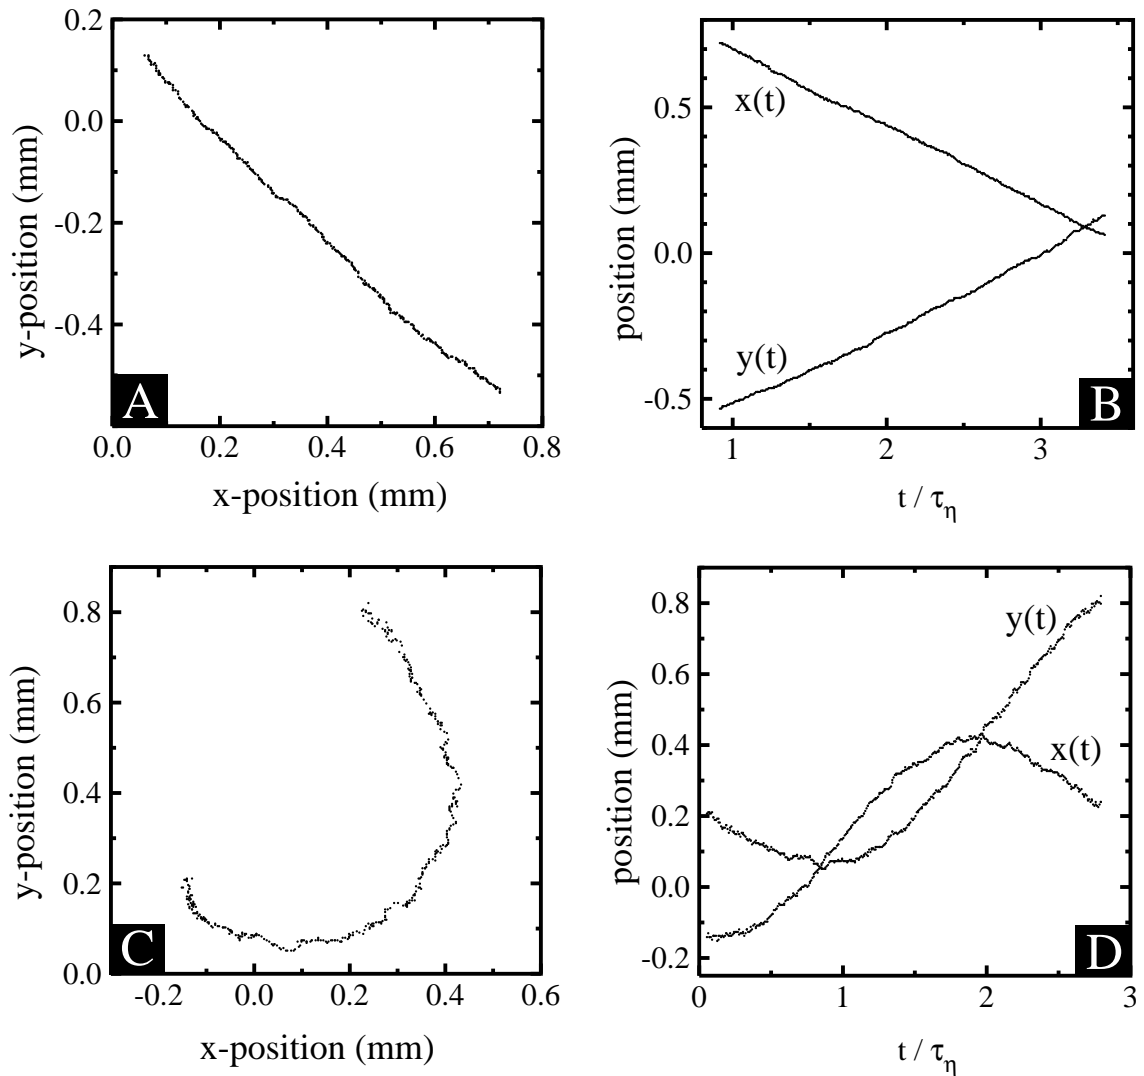 0.2
0.0
-0.2
-0.4
y-position (mm)
A
0.0 0.2 0.4 0.6 0.8
x-position (mm)
x(t)
0.5
0.0
-0.5
position (mm)
y(t)
B
1 2 3
t / τη
0.8
0.6
0.4
0.2
0.0
y-position (mm)
C
-0.2 0.0 0.2 0.4 0.6
x-position (mm)
0.8
0.6
0.4
0.2
0.0
-0.2
position (mm)
y(t)
x(t)
D
0 1 2 3
t / τη